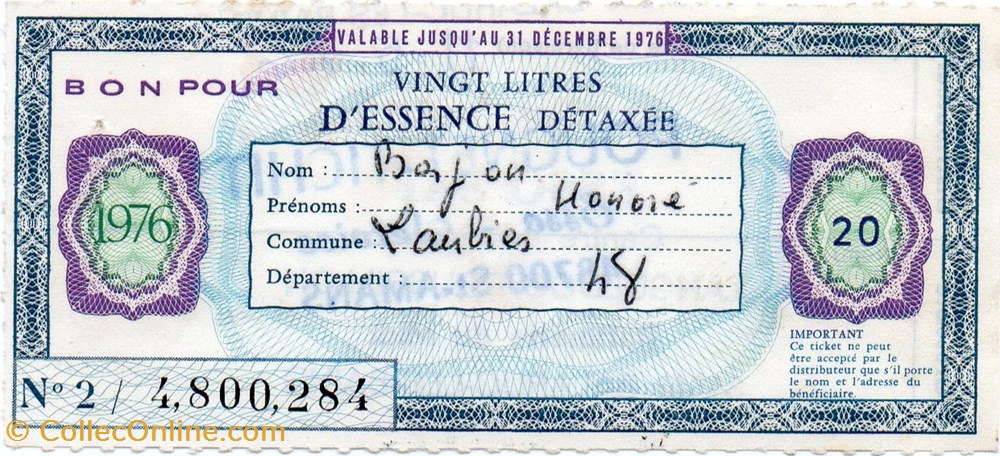 VALABLE JUSQU'AU 31 DÉCEMBRE 1976
BON POUR
VINGT LITRES
D'ESSENCE DÉTAXÉE
1976
Nom : Bonjon
Prénoms : Honoré
Commune : Laubies
Département : 48
20
IMPORTANT
Ce ticket ne peut
être accepté par le
distributeur que s'il porte
le nom et l'adresse du
bénéficiaire.
Nº 2 / 4,800,284
© CollecOnline.com